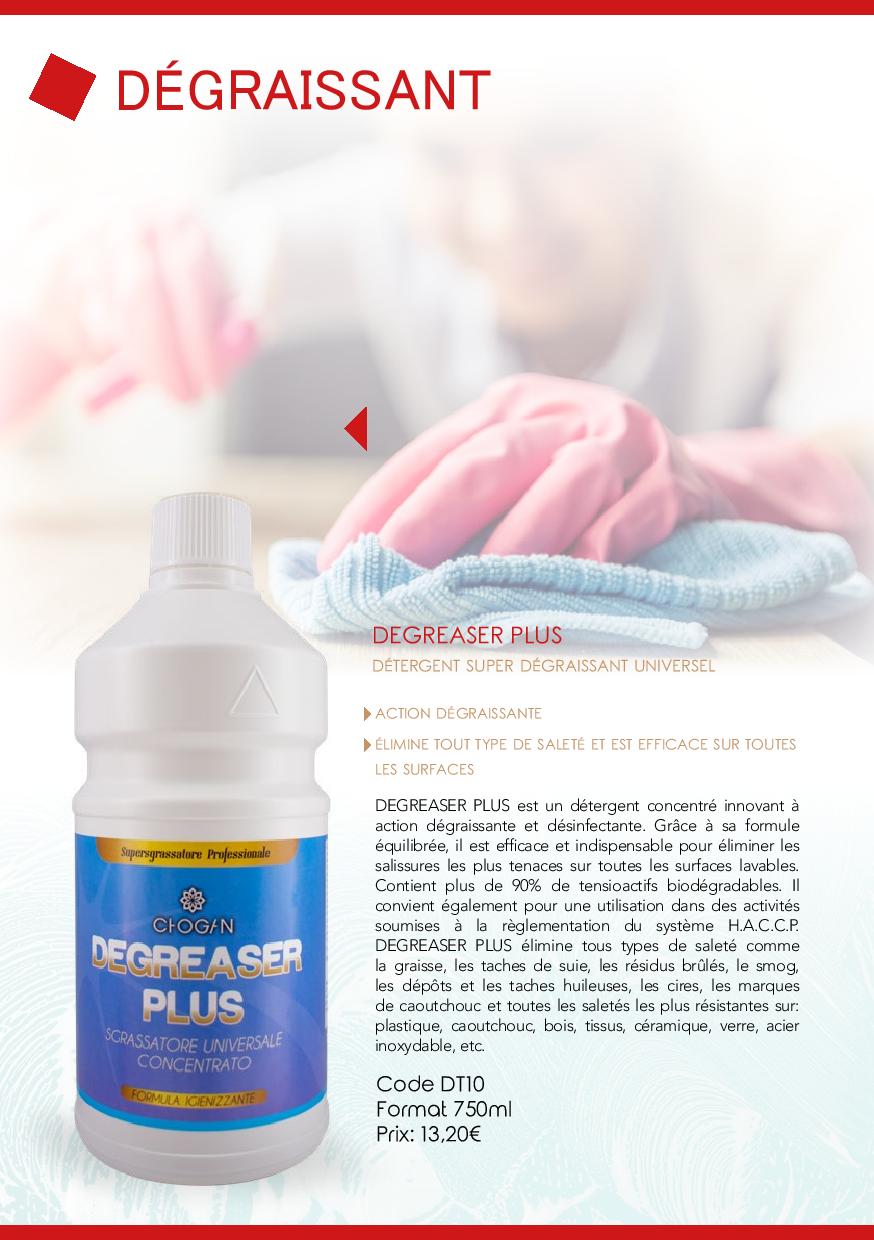 DÉGRAISSANT
DEGREASER PLUS
DÉTERGENT SUPER DÉGRAISSANT UNIVERSEL
ACTION DÉGRAISSANTE
ÉLIMINE TOUT TYPE DE SALETÉ ET EST EFFICACE SUR TOUTES
LES SURFACES
DEGREASER PLUS est un détergent concentré innovant à
action dégraissante et désinfectante. Grâce à sa formule
équilibrée, il est efficace et indispensable pour éliminer les
salissures les plus tenaces sur toutes les surfaces lavables.
Contient plus de 90% de tensioactifs biodégradables. Il
convient également pour une utilisation dans des activités
soumises à la règlementation du système H.A.C.C.P.
DEGREASER PLUS élimine tous types de saleté comme
la graisse, les taches de suie, les résidus brûlés, le smog,
les dépôts et les taches huileuses, les cires, les marques
de caoutchouc et toutes les saletés les plus résistantes sur:
plastique, caoutchouc, bois, tissus, céramique, verre, acier
inoxydable, etc.
Code DT10
Format 750ml
Prix: 13,20€
Supersgrassatore Professionale
CHOGAN
DEGREASER
PLUS
SGRASSATORE UNIVERSALE
CONCENTRATO
FORMULA IGIENIZZANTE